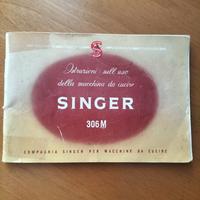 S
Istruzioni sull'uso
della macchina da cucire
SINGER
306M
COMPAGNIA SINGER PER MACCHINE DA CUCIRE